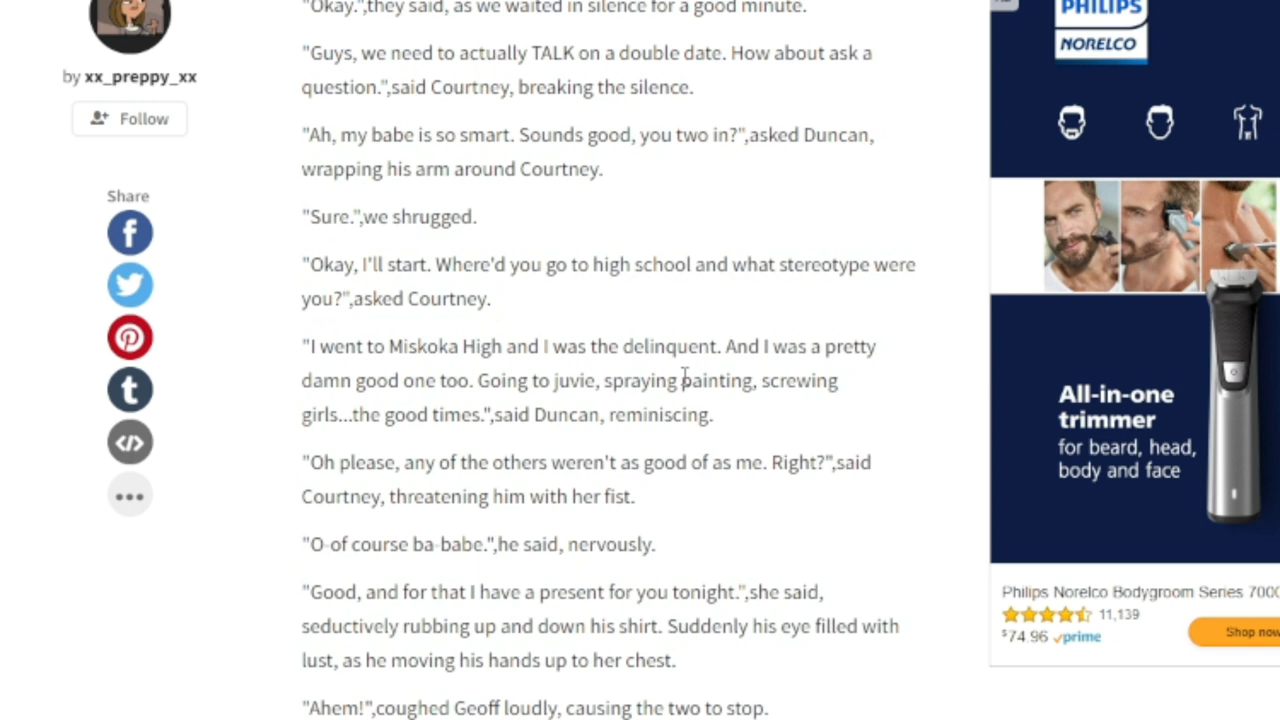 "Okay.",they said, as we waited in silence for a good minute.
"Guys, we need to actually TALK on a double date. How about ask a
question.",said Courtney, breaking the silence.
"Ah, my babe is so smart. Sounds good, you two in?",asked Duncan,
wrapping his arm around Courtney.
"Sure.",we shrugged.
"Okay, I'll start. Where'd you go to high school and what stereotype were
you?",asked Courtney.
"I went to Miskoka High and I was the delinquent. And I was a pretty
damn good one too. Going to juvie, spraying painting, screwing
girls...the good times.",said Duncan, reminiscing.
"Oh please, any of the others weren't as good of as me. Right?",said
Courtney, threatening him with her fist.
"O-of course ba-babe.",he said, nervously.
"Good, and for that I have a present for you tonight.",she said,
seductively rubbing up and down his shirt. Suddenly his eye filled with
lust, as he moving his hands up to her chest.
"Ahem!",coughed Geoff loudly, causing the two to stop.
by xx_preppy_xx
Follow
Share
PHILIPS
NORELCO
All-in-one
trimmer
for beard, head,
body and face
Philips Norelco Bodygroom Series
11,139
$74.96 prime
Shop now